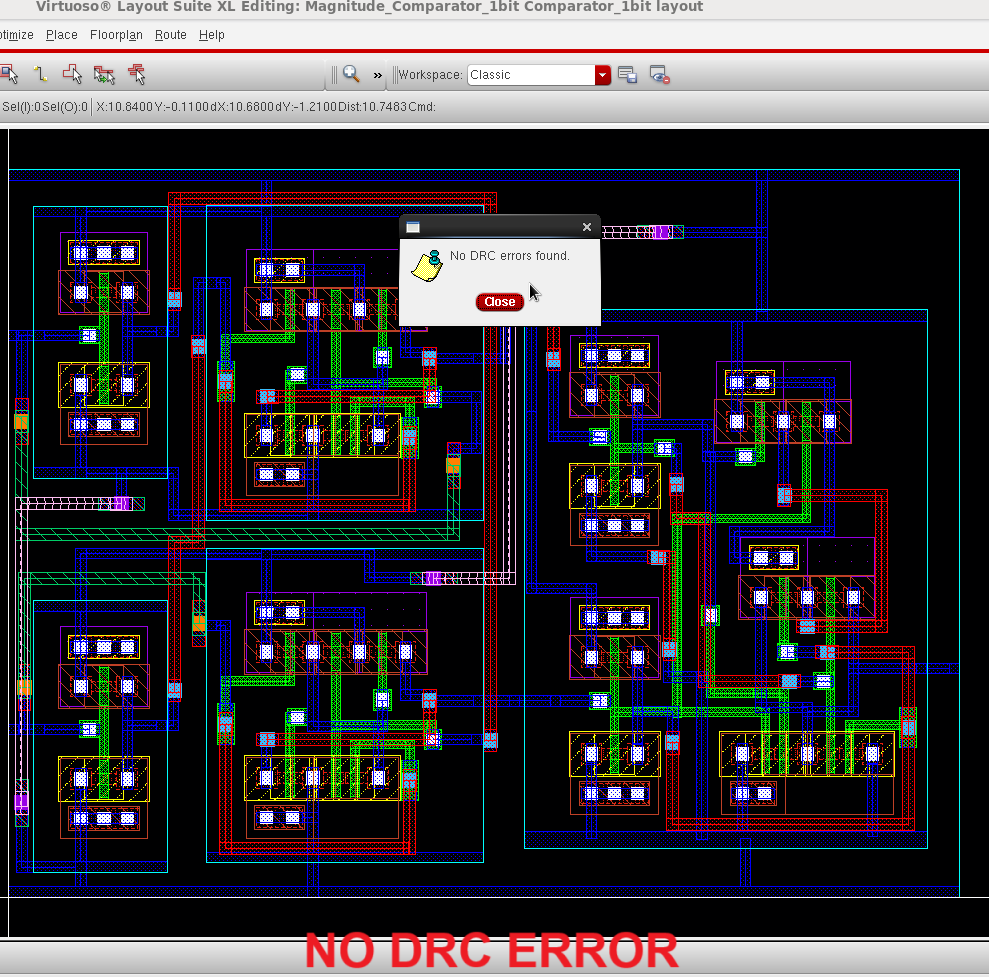 Virtuoso® Layout Suite XL Editing: Magnitude_Comparator_1bit Comparator_1bit layout
otimize Place Floorplan Route Help
» Workspace: Classic
Sel(I):0 Sel(O):0 X:10.8400 Y:-0.1100 dX:10.6800 dY:-1.2100 Dist:10.7483 Cmd:
No DRC errors found.
Close
NO DRC ERROR